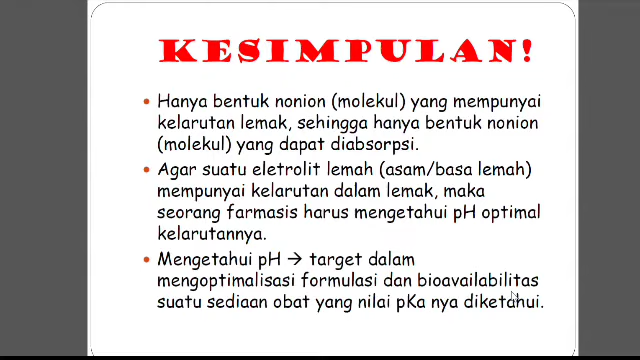 KESIMPULAN!
• Hanya bentuk nonion (molekul) yang mempunyai
kelarutan lemak, sehingga hanya bentuk nonion
(molekul) yang dapat diabsorpsi.
• Agar suatu eletrolit lemah (asam/basa lemah)
mempunyai kelarutan dalam lemak, maka
seorang farmasis harus mengetahui pH optimal
kelarutannya.
• Mengetahui pH → target dalam
mengoptimalisasi formulasi dan bioavailabilitas
suatu sediaan obat yang nilai pKa nya diketahui.